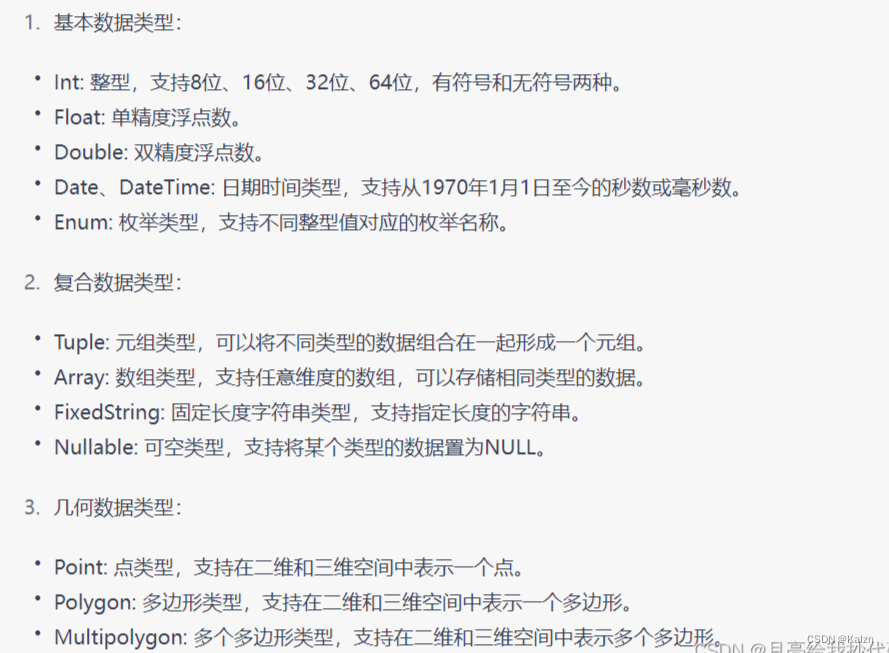 1. 基本数据类型：
• Int: 整型，支持8位、16位、32位、64位，有符号和无符号两种。
• Float: 单精度浮点数。
• Double: 双精度浮点数。
• Date、DateTime: 日期时间类型，支持从1970年1月1日至今的秒数或毫秒数。
• Enum: 枚举类型，支持不同整型值对应的枚举名称。
2. 复合数据类型：
• Tuple: 元组类型，可以将不同类型的数据组合在一起形成一个元组。
• Array: 数组类型，支持任意维度的数组，可以存储相同类型的数据。
• FixedString: 固定长度字符串类型，支持指定长度的字符串。
• Nullable: 可空类型，支持将某个类型的数据置为NULL。
3. 几何数据类型：
• Point: 点类型，支持在二维和三维空间中表示一个点。
• Polygon: 多边形类型，支持在二维和三维空间中表示一个多边形。
• Multipolygon: 多个多边形类型，支持在二维和三维空间中表示多个多边形。
CSDN @Kalzn
CSDN @月亮给我抄代